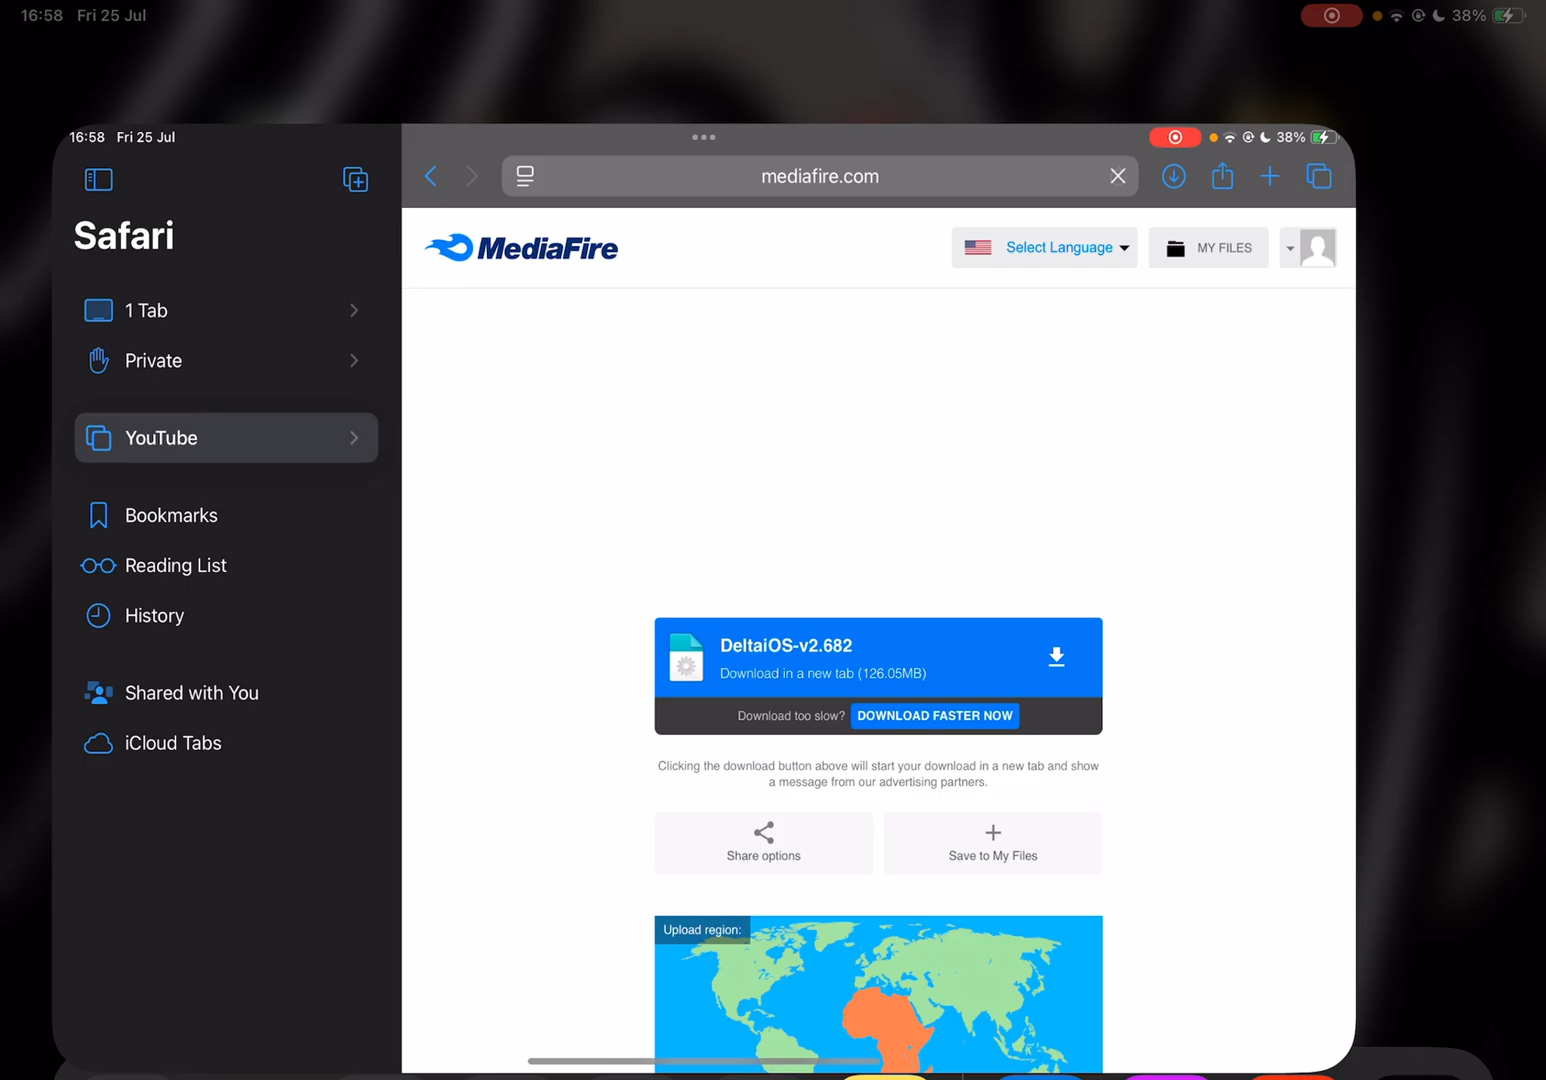 16:58 Fri 25 Jul
38%
16:58 Fri 25 Jul
38%
mediafire.com
Safari
MediaFire
Select Language
MY FILES
1 Tab
Private
YouTube
Bookmarks
Reading List
History
Shared with You
iCloud Tabs
DeltaiOS-v2.682
Download in a new tab (126.05MB)
Download too slow? DOWNLOAD FASTER NOW
Clicking the download button above will start your download in a new tab and show
a message from our advertising partners.
Share options
Save to My Files
Upload region: